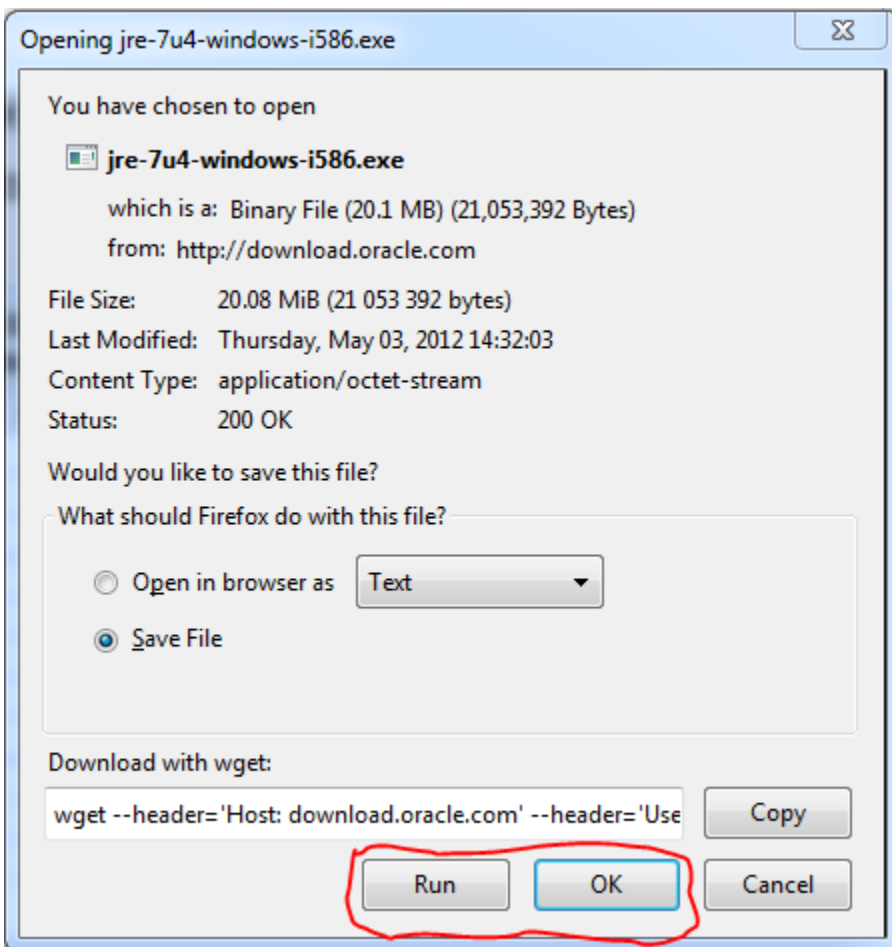 Opening jre-7u4-windows-i586.exe
You have chosen to open
jre-7u4-windows-i586.exe
which is a: Binary File (20.1 MB) (21,053,392 Bytes)
from: http://download.oracle.com
File Size: 20.08 MiB (21 053 392 bytes)
Last Modified: Thursday, May 03, 2012 14:32:03
Content Type: application/octet-stream
Status: 200 OK
Would you like to save this file?
What should Firefox do with this file?
Open in browser as Text
Save File
Download with wget:
wget --header='Host: download.oracle.com' --header='Use Copy
Run OK Cancel